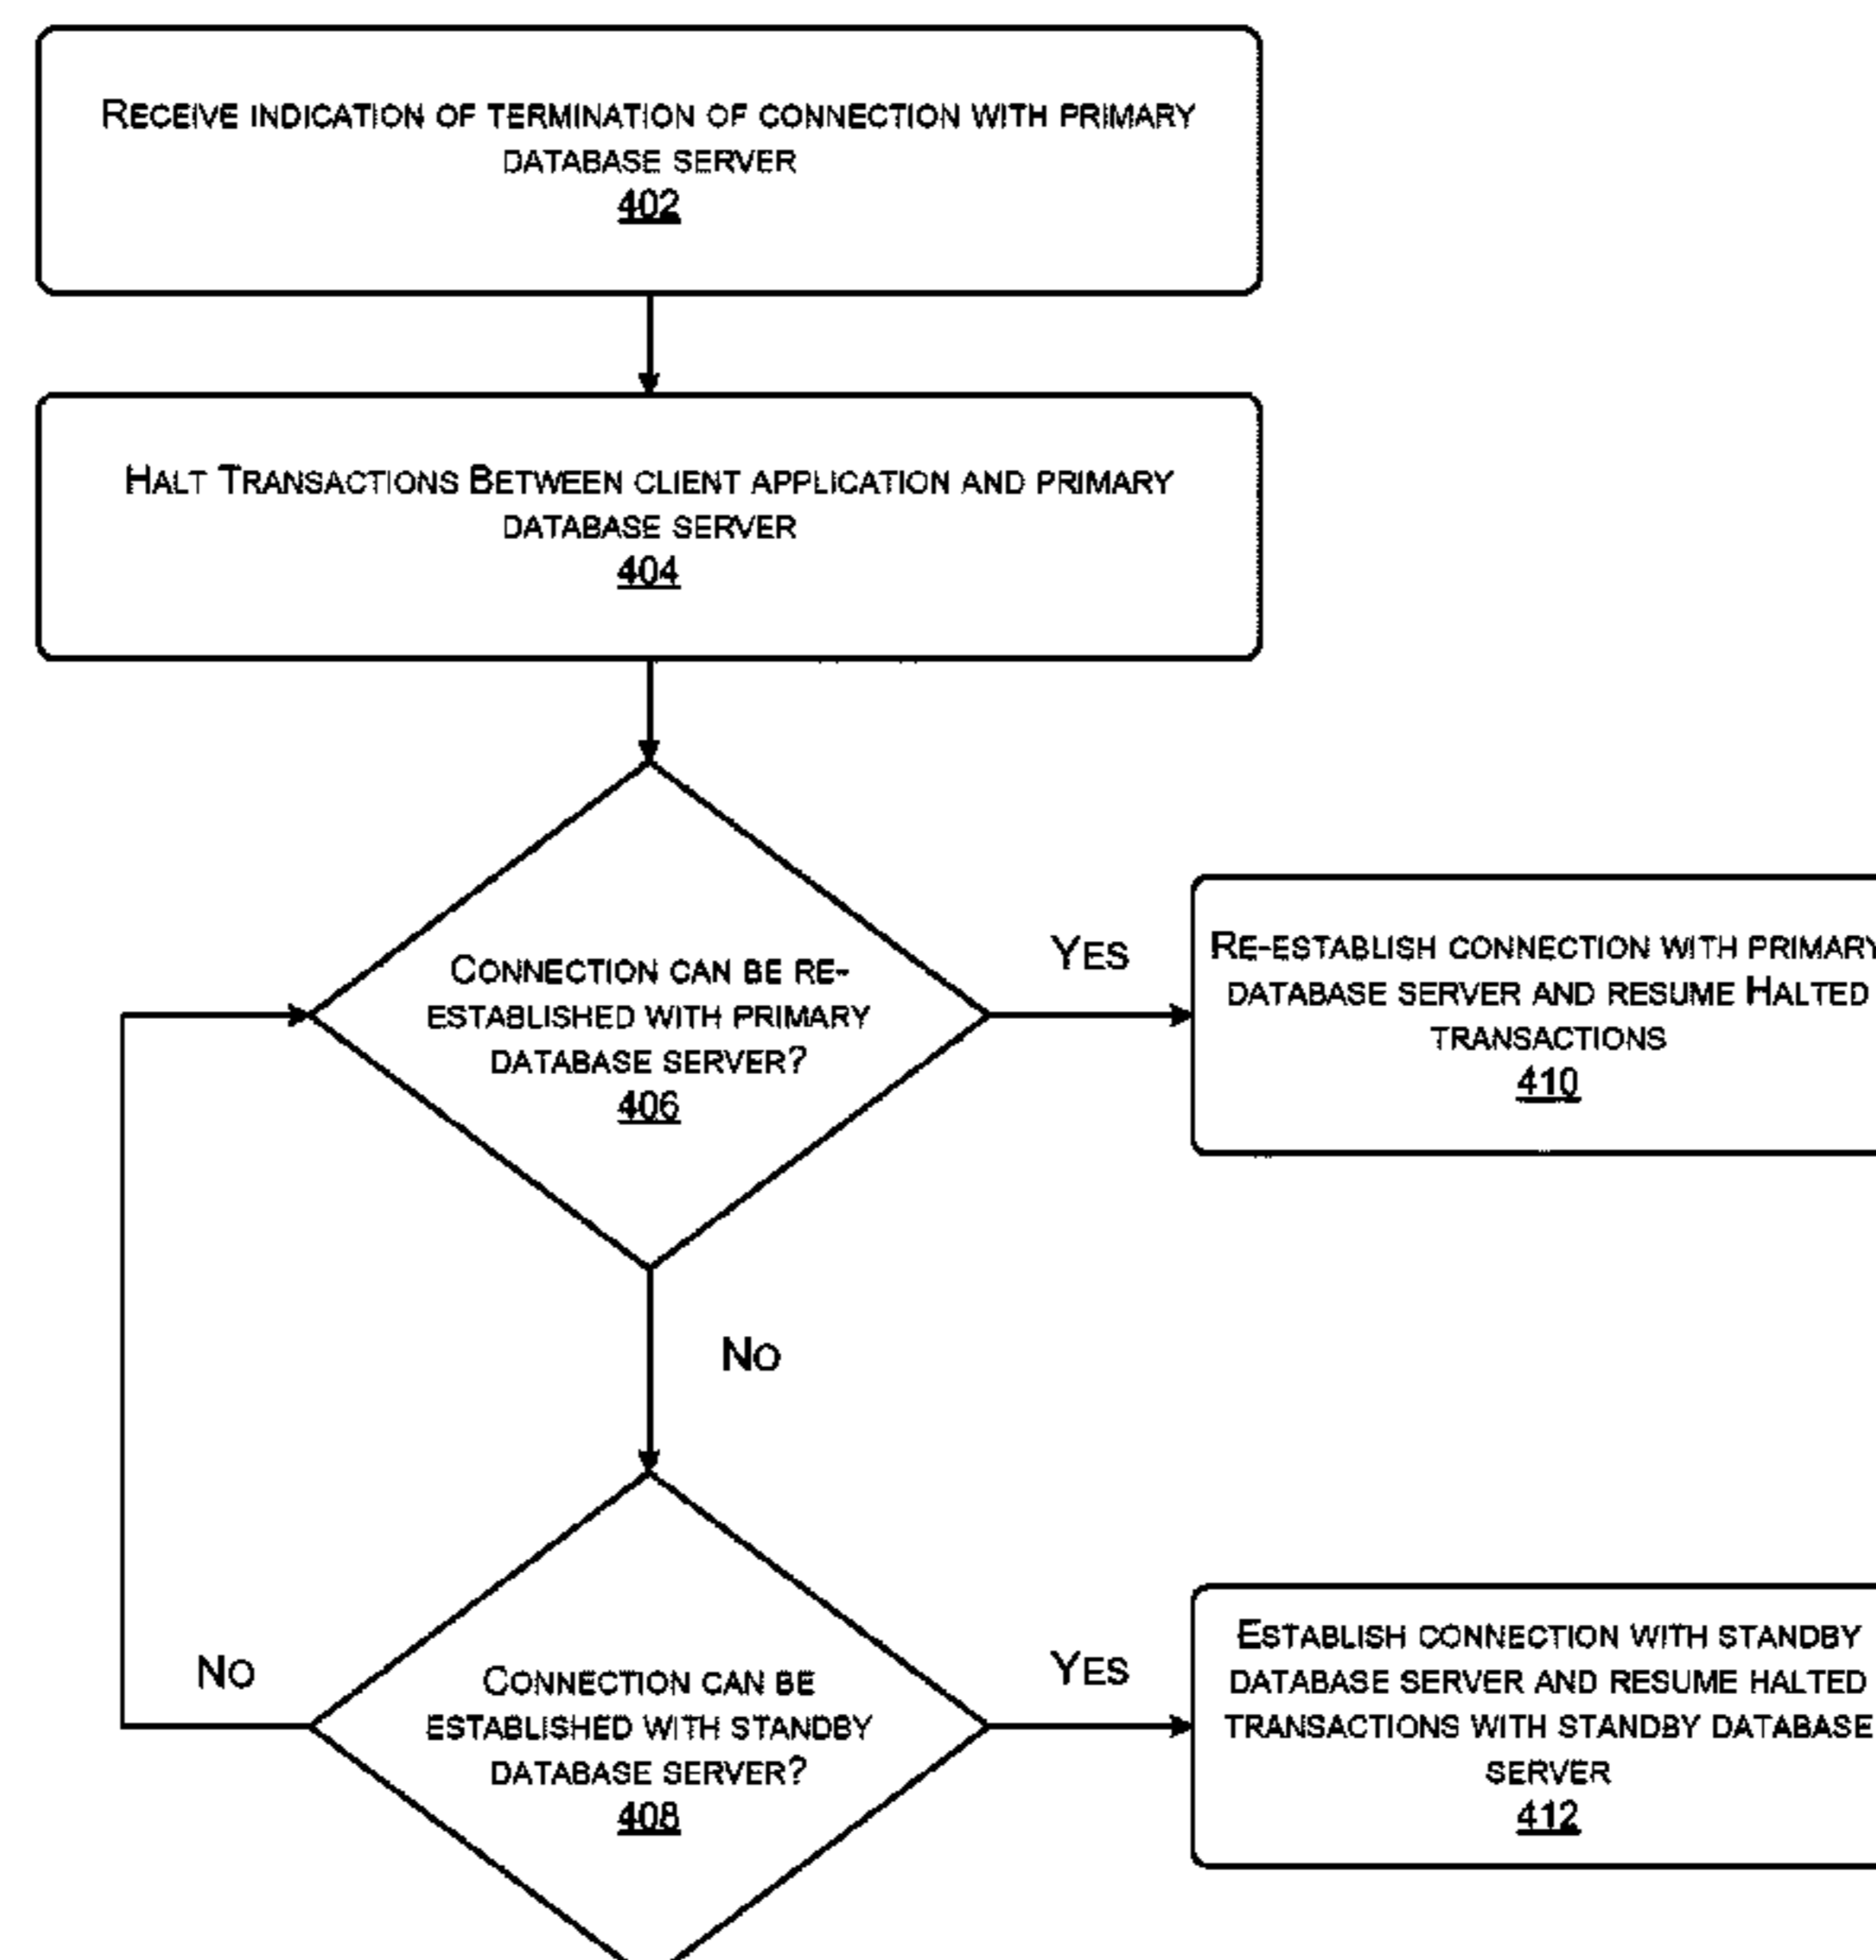 RECEIVE INDICATION OF TERMINATION OF CONNECTION WITH PRIMARY
DATABASE SERVER
402
HALT TRANSACTIONS BETWEEN CLIENT APPLICATION AND PRIMARY
DATABASE SERVER
404
CONNECTION CAN BE RE-
ESTABLISHED WITH PRIMARY
DATABASE SERVER?
406
YES
RE-ESTABLISH CONNECTION WITH PRIMARY
DATABASE SERVER AND RESUME HALTED
TRANSACTIONS
410
NO
CONNECTION CAN BE
ESTABLISHED WITH STANDBY
DATABASE SERVER?
408
NO
YES
ESTABLISH CONNECTION WITH STANDBY
DATABASE SERVER AND RESUME HALTED
TRANSACTIONS WITH STANDBY DATABASE
SERVER
412